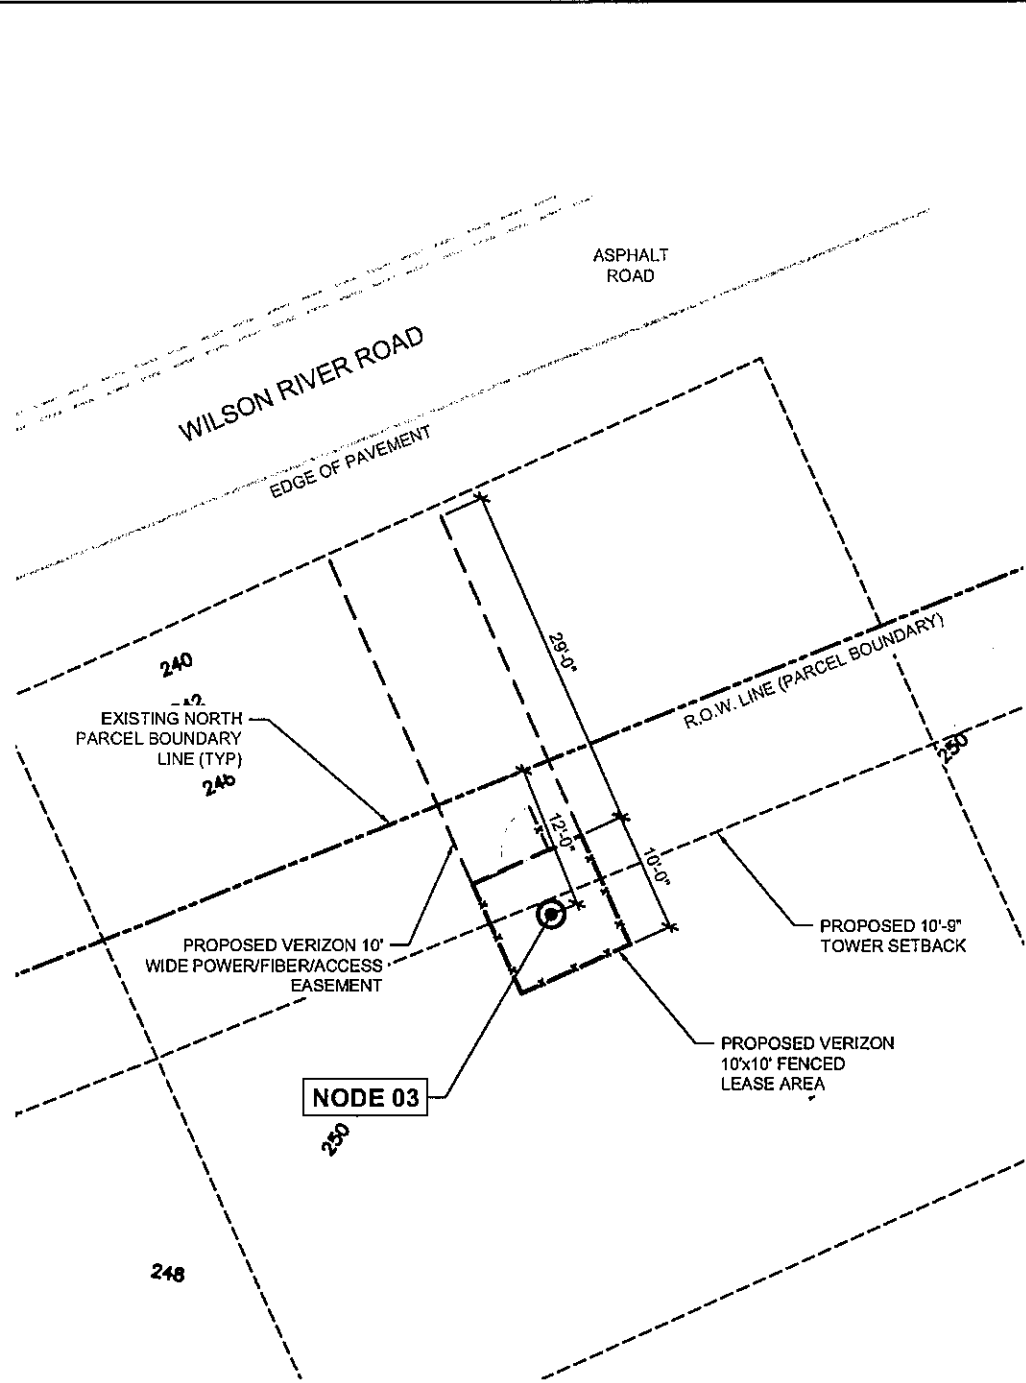 ASPHALT
ROAD
WILSON RIVER ROAD
EDGE OF PAVEMENT
29'-0"
R.O.W. LINE (PARCEL BOUNDARY)
240
EXISTING NORTH
PARCEL BOUNDARY
LINE (TYP)
246
250
12'-0"
10'-0"
PROPOSED VERIZON 10'
WIDE POWER/FIBER/ACCESS
EASEMENT
PROPOSED 10'-9"
TOWER SETBACK
PROPOSED VERIZON
10'x10' FENCED
LEASE AREA
NODE 03
250
248